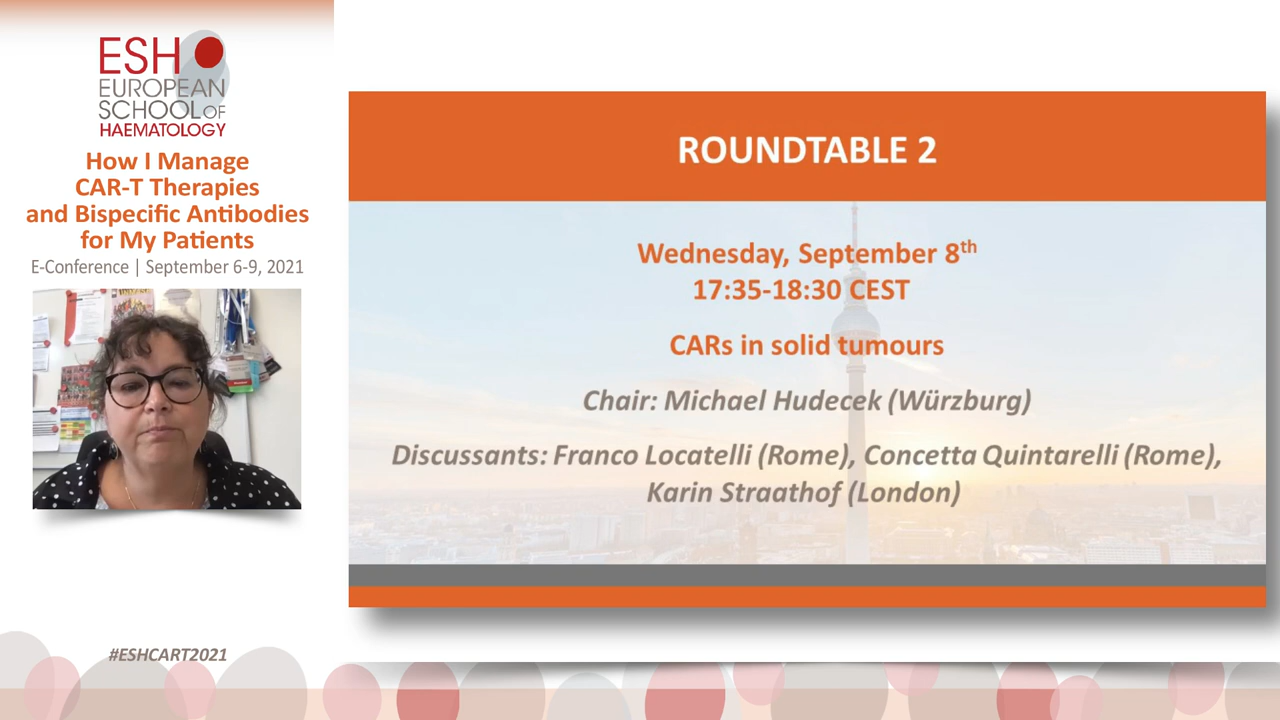 ESH
EUROPEAN
SCHOOL OF
HAEMATOLOGY
How I Manage
CAR-T Therapies
and Bispecific Antibodies
for My Patients
E-Conference | September 6-9, 2021
#ESHCART2021
ROUNDTABLE 2
Wednesday, September 8th
17:35-18:30 CEST
CARs in solid tumours
Chair: Michael Hudecek (Würzburg)
Discussants: Franco Locatelli (Rome), Concetta Quintarelli (Rome),
Karin Straathof (London)